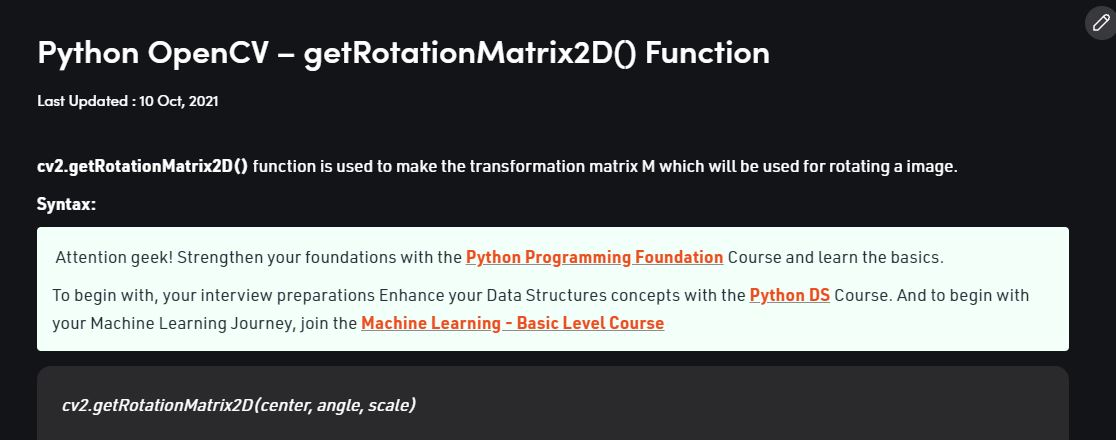 Python OpenCV – getRotationMatrix2D() Function
Last Updated : 10 Oct, 2021
cv2.getRotationMatrix2D() function is used to make the transformation matrix M which will be used for rotating a image.
Syntax:
Attention geek! Strengthen your foundations with the Python Programming Foundation Course and learn the basics.
To begin with, your interview preparations Enhance your Data Structures concepts with the Python DS Course. And to begin with
your Machine Learning Journey, join the Machine Learning - Basic Level Course
cv2.getRotationMatrix2D(center, angle, scale)